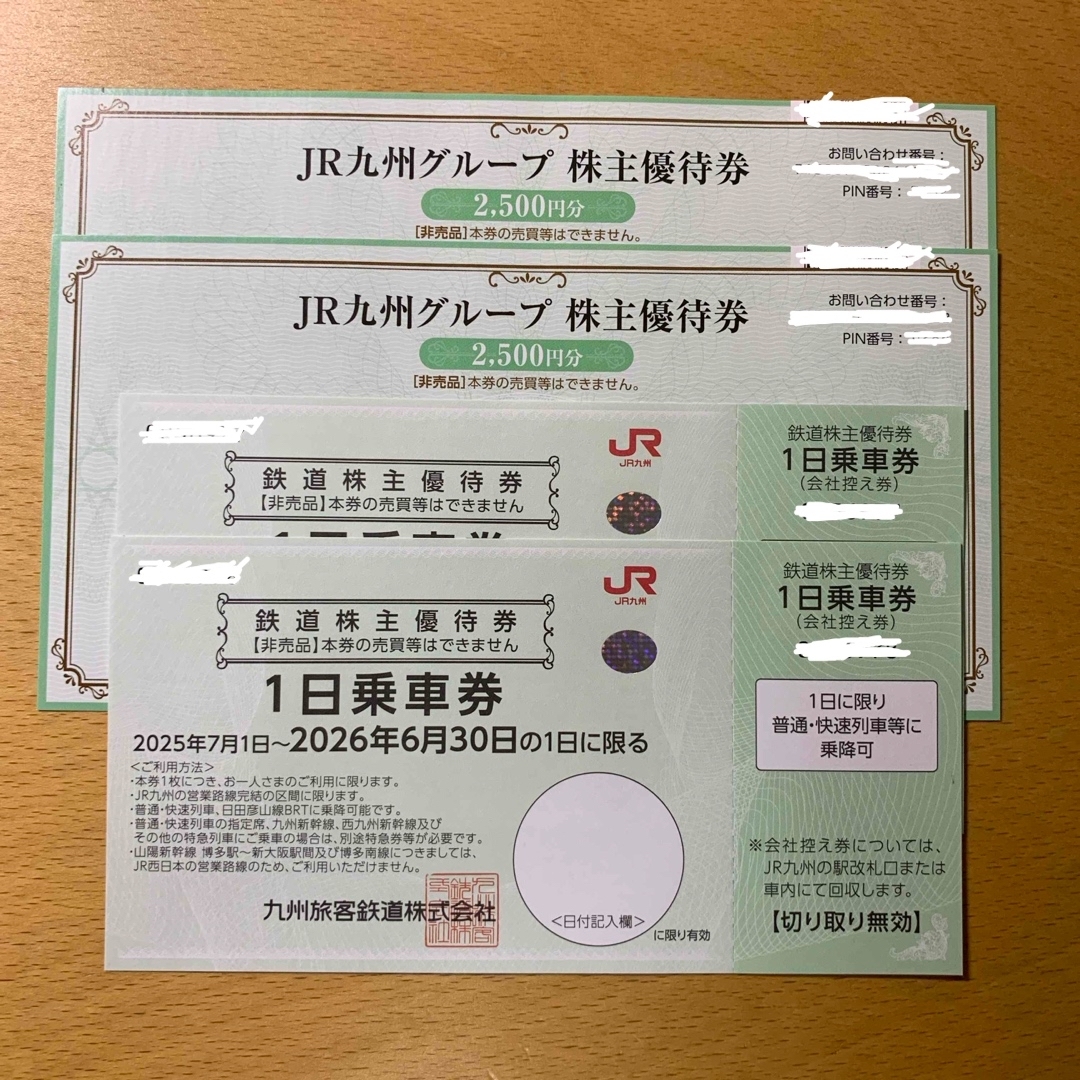 JR九州グループ 株主優待券
2,500円分
[非売品]本券の売買等はできません。
お問い合わせ番号:
PIN番号:
JR九州グループ 株主優待券
2,500円分
[非売品]本券の売買等はできません。
お問い合わせ番号:
PIN番号:
鉄道株主優待券
【非売品】本券の売買等はできません
JR
JR九州
鉄道株主優待券
1日乗車券
(会社控え券)
鉄道株主優待券
【非売品】本券の売買等はできません
JR
JR九州
1日乗車券
2025年7月1日~2026年6月30日の1日に限る
<ご利用方法>
・本券1枚につき、お一人さまのご利用に限ります。
・JR九州の営業路線完結の区間に限ります。
・普通・快速列車、日田彦山線BRTに乗降可能です。
・普通・快速列車の指定席、九州新幹線、西九州新幹線及び
その他の特急列車にご乗車の場合は、別途特急券等が必要です。
・山陽新幹線 博多駅~新大阪駅間及び博多南線につきましては、
JR西日本の営業路線のため、ご利用いただけません。
九州旅客鉄道株式会社
<日付記入欄>
に限り有効
鉄道株主優待券
1日乗車券
(会社控え券)
1日に限り
普通・快速列車等に
乗降可
※会社控え券については、
JR九州の駅改札口または
車内にて回収します。
【切り取り無効】